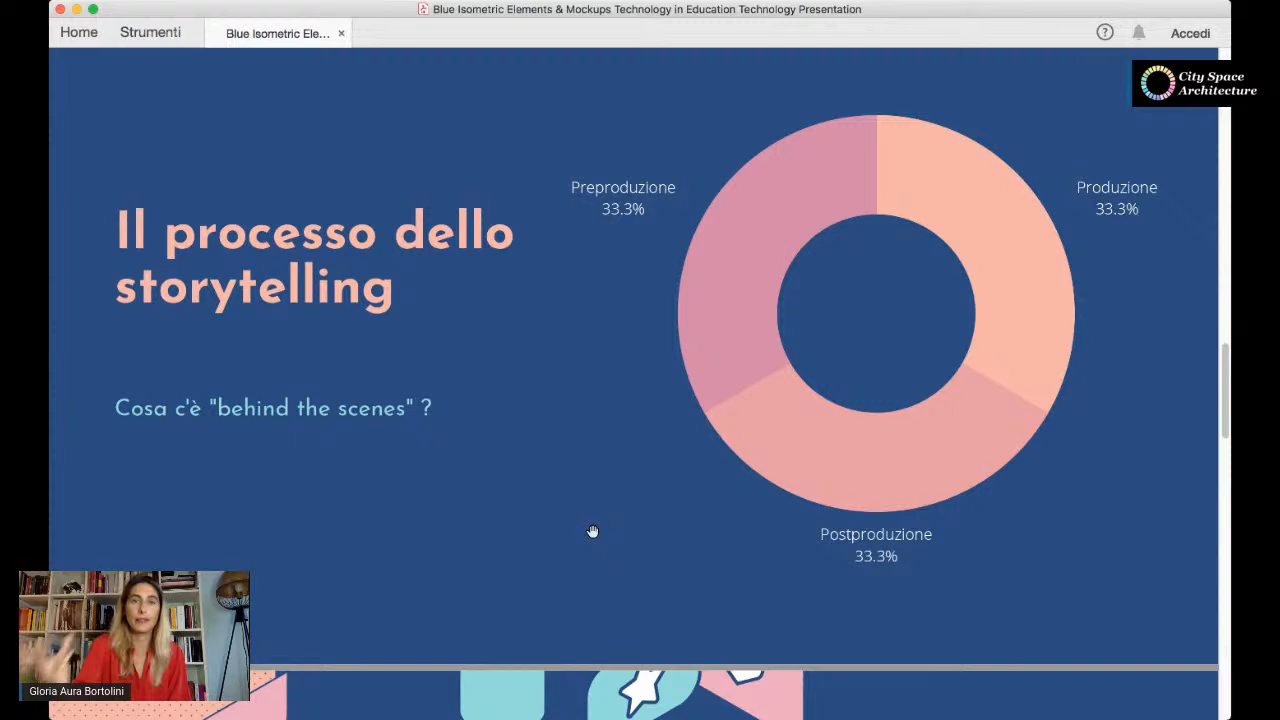 Blue Isometric Elements & Mockups Technology in Education Technology Presentation
Home
Strumenti
Blue Isometric Ele...
Accedi
City Space
Architecture
Preproduzione
33.3%
Produzione
33.3%
Il processo dello
storytelling
Cosa c'è "behind the scenes" ?
Postproduzione
33.3%
Gloria Aura Bortolini